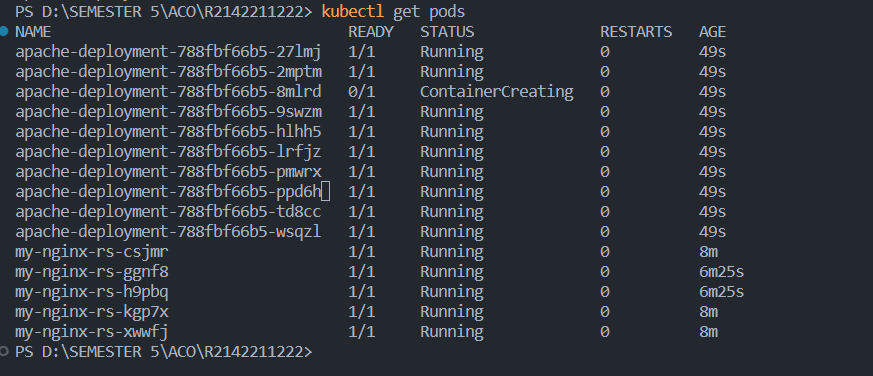 PS D:\SEMESTER 5\ACO\R2142211222> kubectl get pods
NAME READY STATUS RESTARTS AGE
apache-deployment-788fbf66b5-27lmj 1/1 Running 0 49s
apache-deployment-788fbf66b5-2mptm 1/1 Running 0 49s
apache-deployment-788fbf66b5-8mlrd 0/1 ContainerCreating 0 49s
apache-deployment-788fbf66b5-9swzm 1/1 Running 0 49s
apache-deployment-788fbf66b5-hlhh5 1/1 Running 0 49s
apache-deployment-788fbf66b5-lrfjz 1/1 Running 0 49s
apache-deployment-788fbf66b5-pmwrx 1/1 Running 0 49s
apache-deployment-788fbf66b5-ppd6h 1/1 Running 0 49s
apache-deployment-788fbf66b5-td8cc 1/1 Running 0 49s
apache-deployment-788fbf66b5-wsqzl 1/1 Running 0 49s
my-nginx-rs-csjmr 1/1 Running 0 8m
my-nginx-rs-ggnf8 1/1 Running 0 6m25s
my-nginx-rs-h9pbq 1/1 Running 0 6m25s
my-nginx-rs-kgp7x 1/1 Running 0 8m
my-nginx-rs-xwwfj 1/1 Running 0 8m
PS D:\SEMESTER 5\ACO\R2142211222>